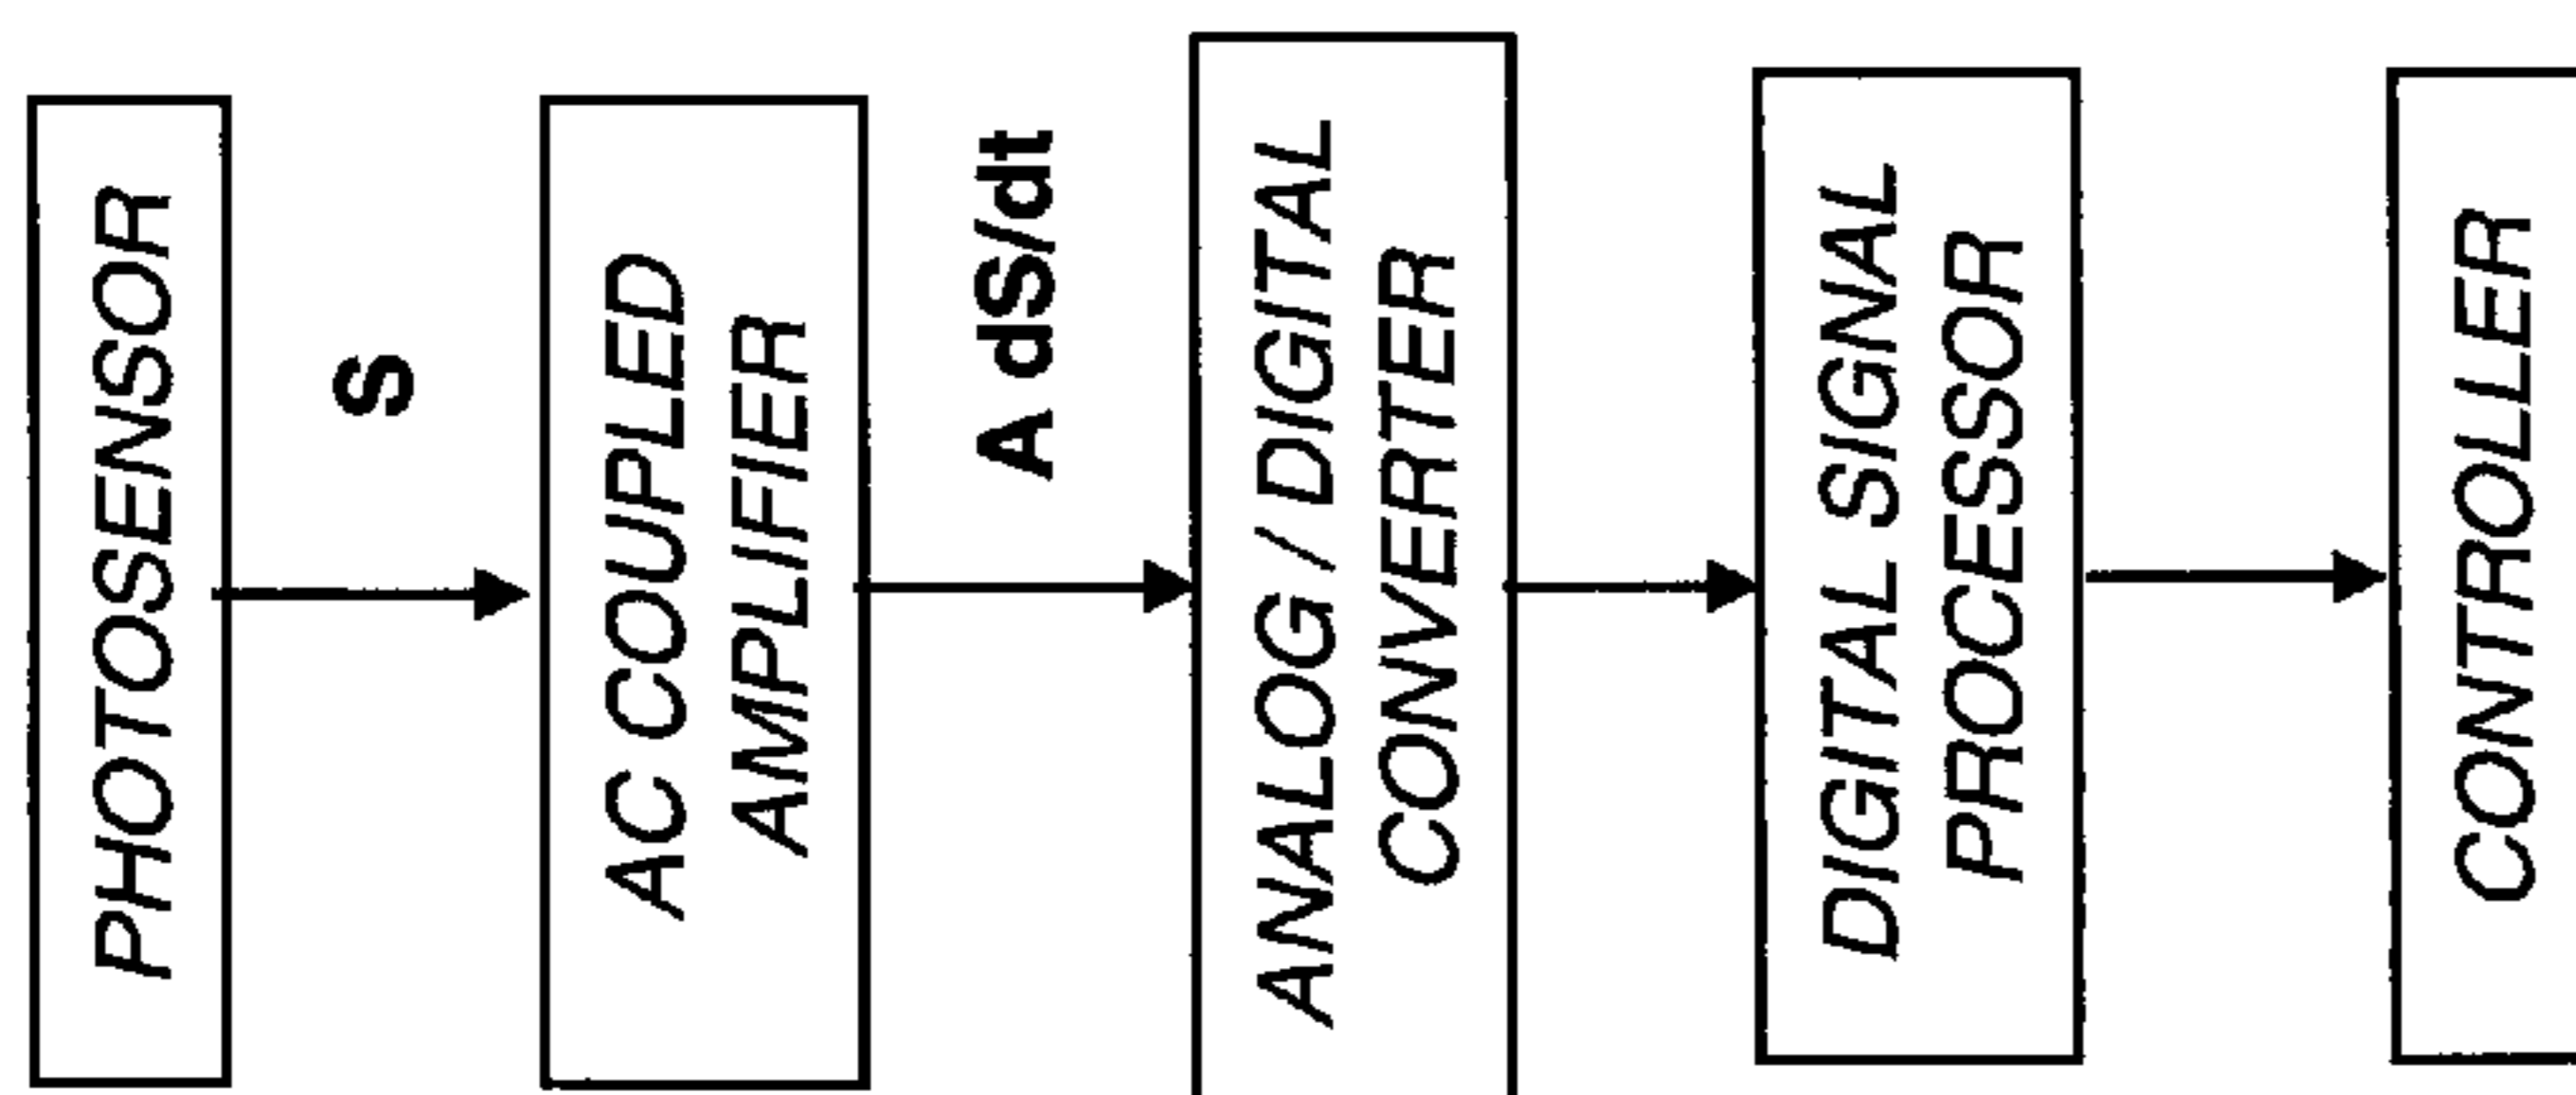 PHOTOSENSOR
S
AC COUPLED
AMPLIFIER
A dS/dt
ANALOG / DIGITAL
CONVERTER
DIGITAL SIGNAL
PROCESSOR
CONTROLLER